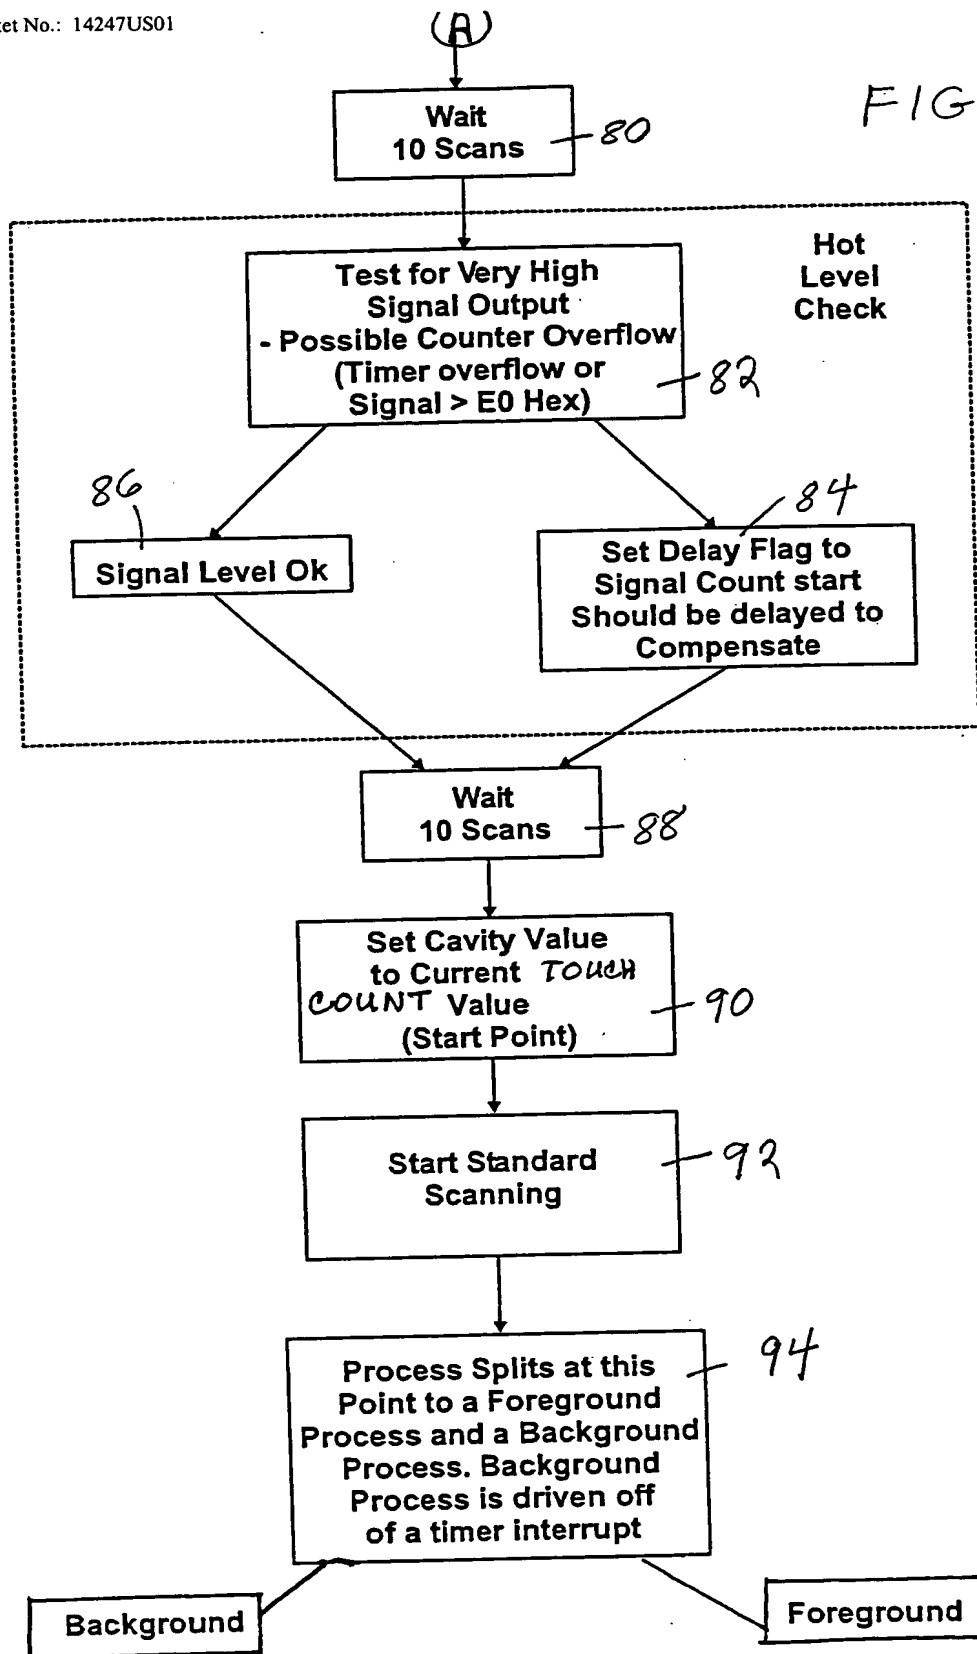 et No.: 14247US01
(A)
FIG
Wait
10 Scans
80
Hot
Level
Check
Test for Very High
Signal Output
- Possible Counter Overflow
(Timer overflow or
Signal > E0 Hex)
82
86
84
Signal Level Ok
Set Delay Flag to
Signal Count start
Should be delayed to
Compensate
Wait
10 Scans
88
Set Cavity Value
to Current TOUCH
COUNT Value
(Start Point)
90
Start Standard
Scanning
92
Process Splits at this
Point to a Foreground
Process and a Background
Process. Background
Process is driven off
of a timer interrupt
94
Background
Foreground